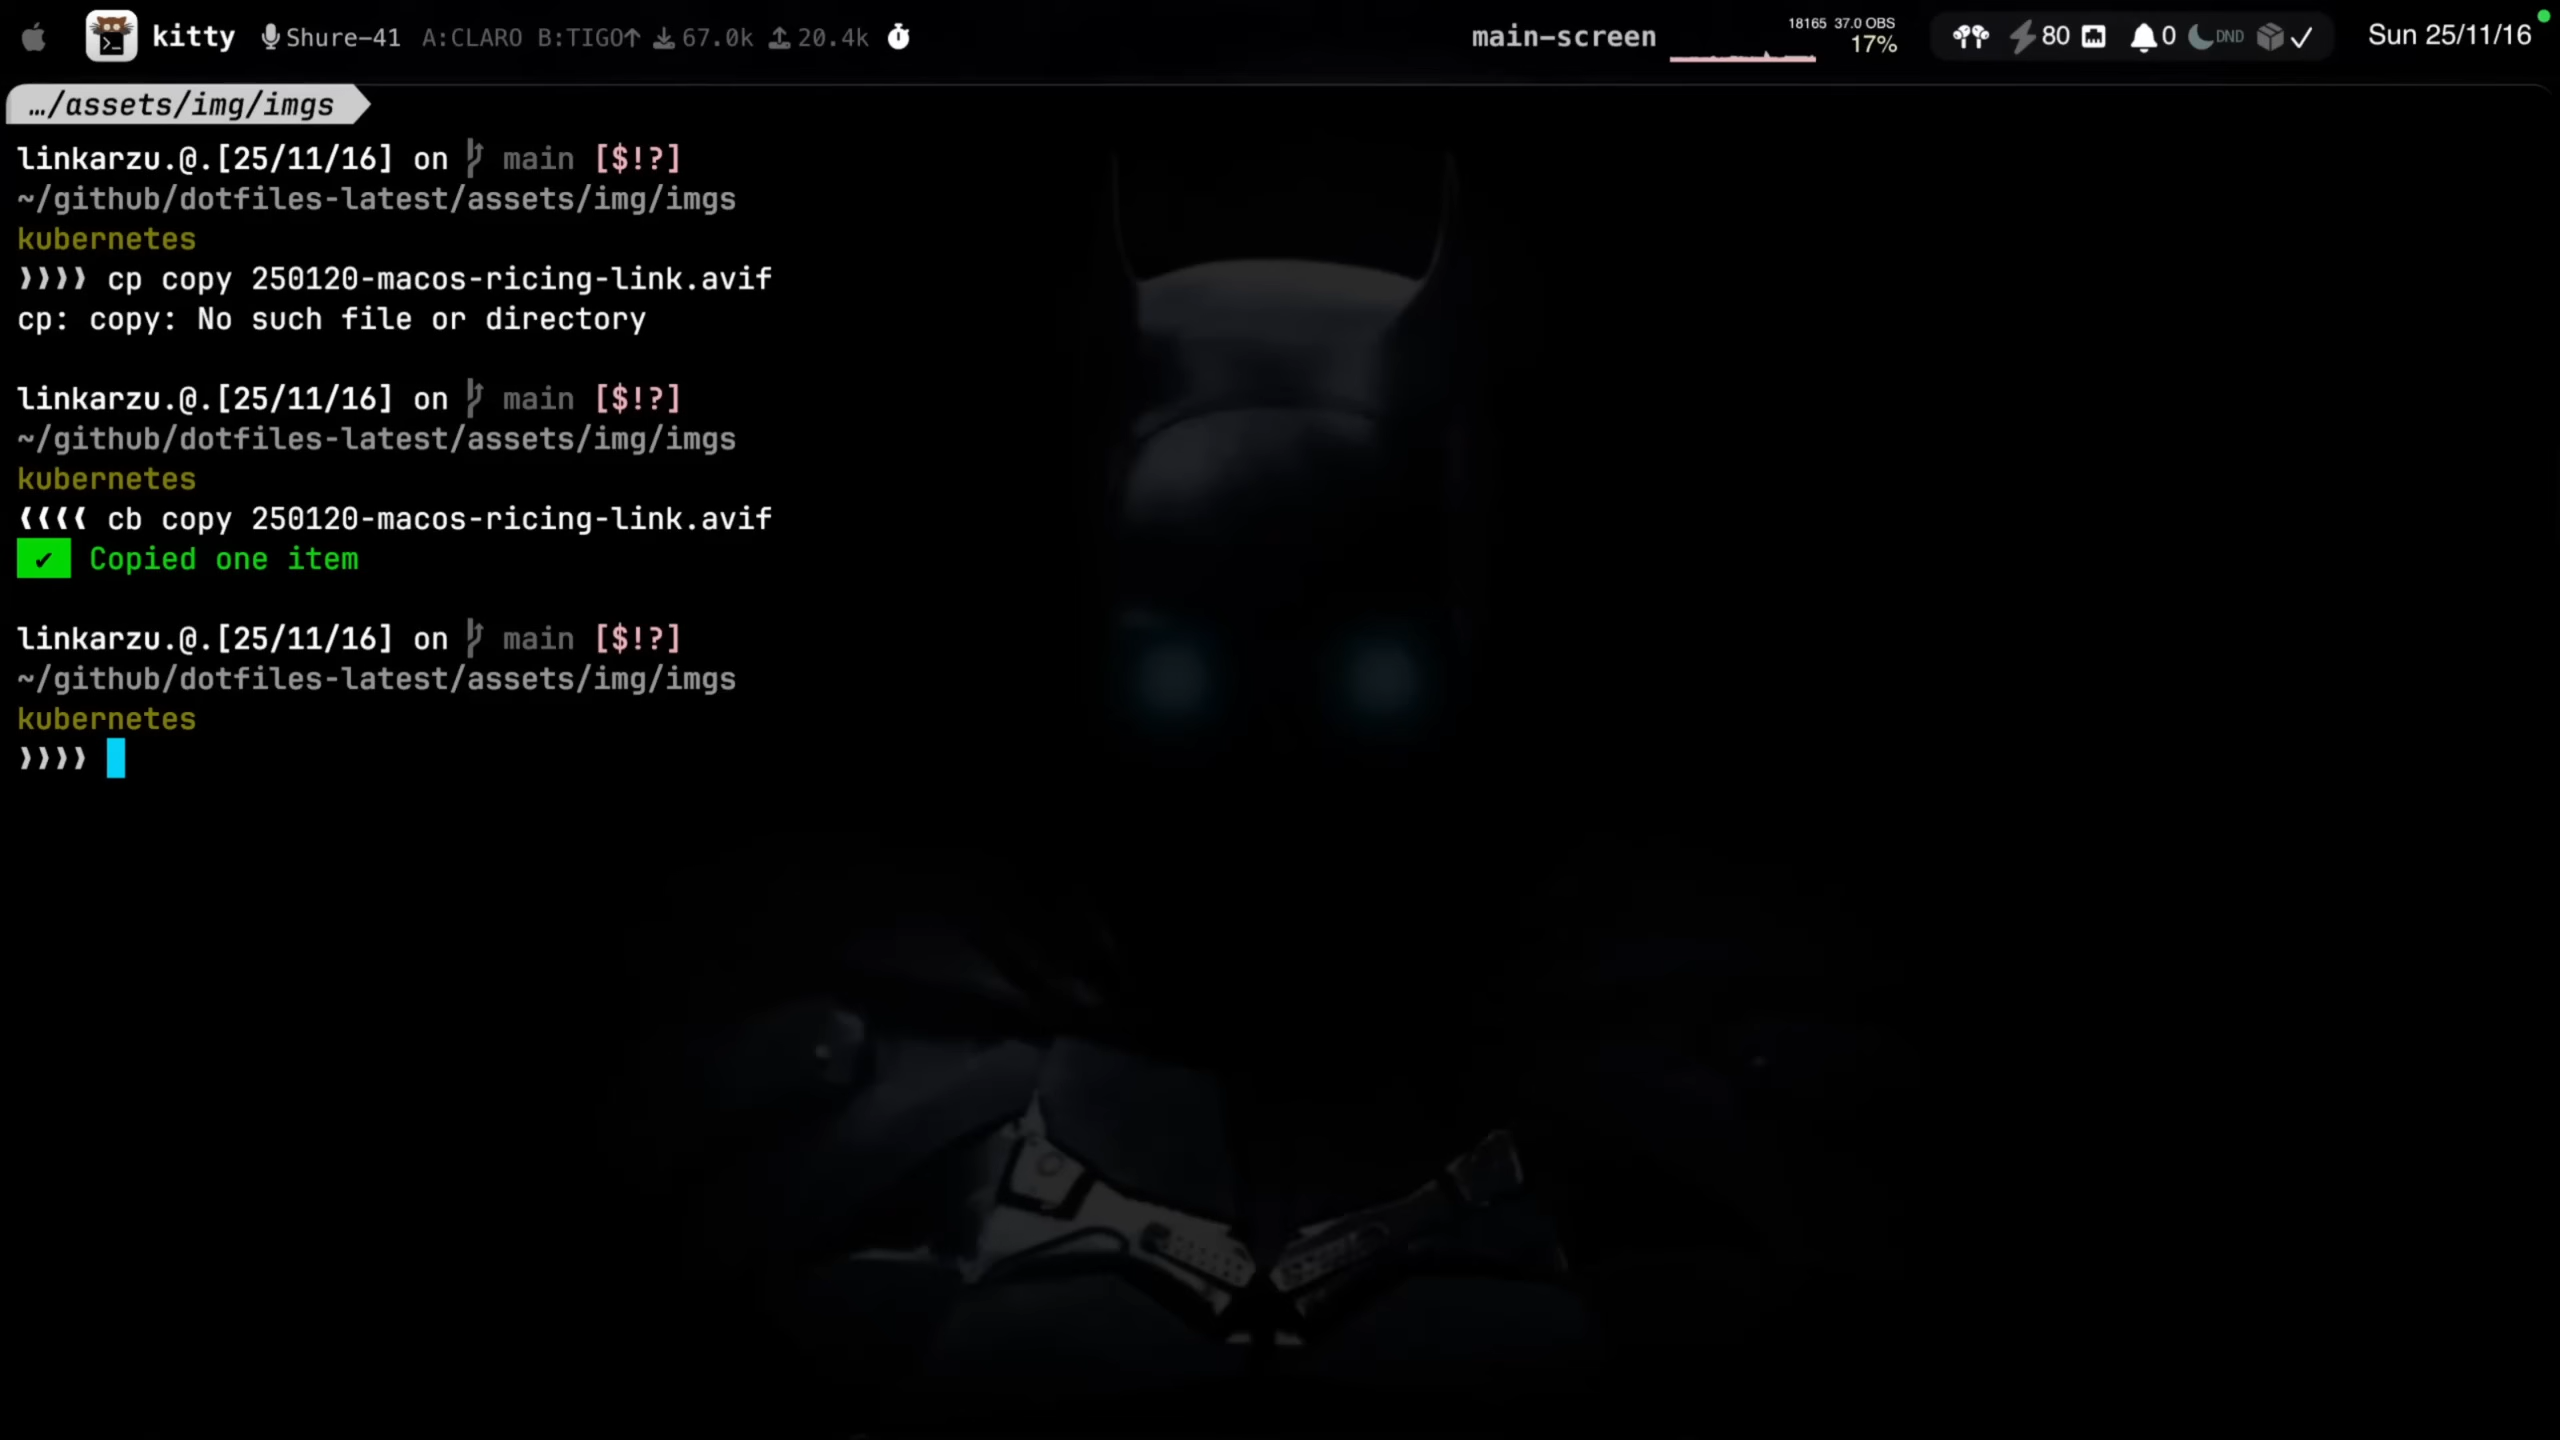 kitty Shure-41 A:CLARO B:TIGO↑ 67.0k 20.4k main-screen 18165 37.0 OBS 17% 80 0 DND Sun 25/11/16
…/assets/img/imgs
linkarzu.@.[25/11/16] on main [$!?]
~/github/dotfiles-latest/assets/img/imgs
kubernetes
❩❩❩❩ cp copy 250120-macos-ricing-link.avif
cp: copy: No such file or directory
linkarzu.@.[25/11/16] on main [$!?]
~/github/dotfiles-latest/assets/img/imgs
kubernetes
❨❨❨❨ cb copy 250120-macos-ricing-link.avif
✔ Copied one item
linkarzu.@.[25/11/16] on main [$!?]
~/github/dotfiles-latest/assets/img/imgs
kubernetes
❩❩❩❩